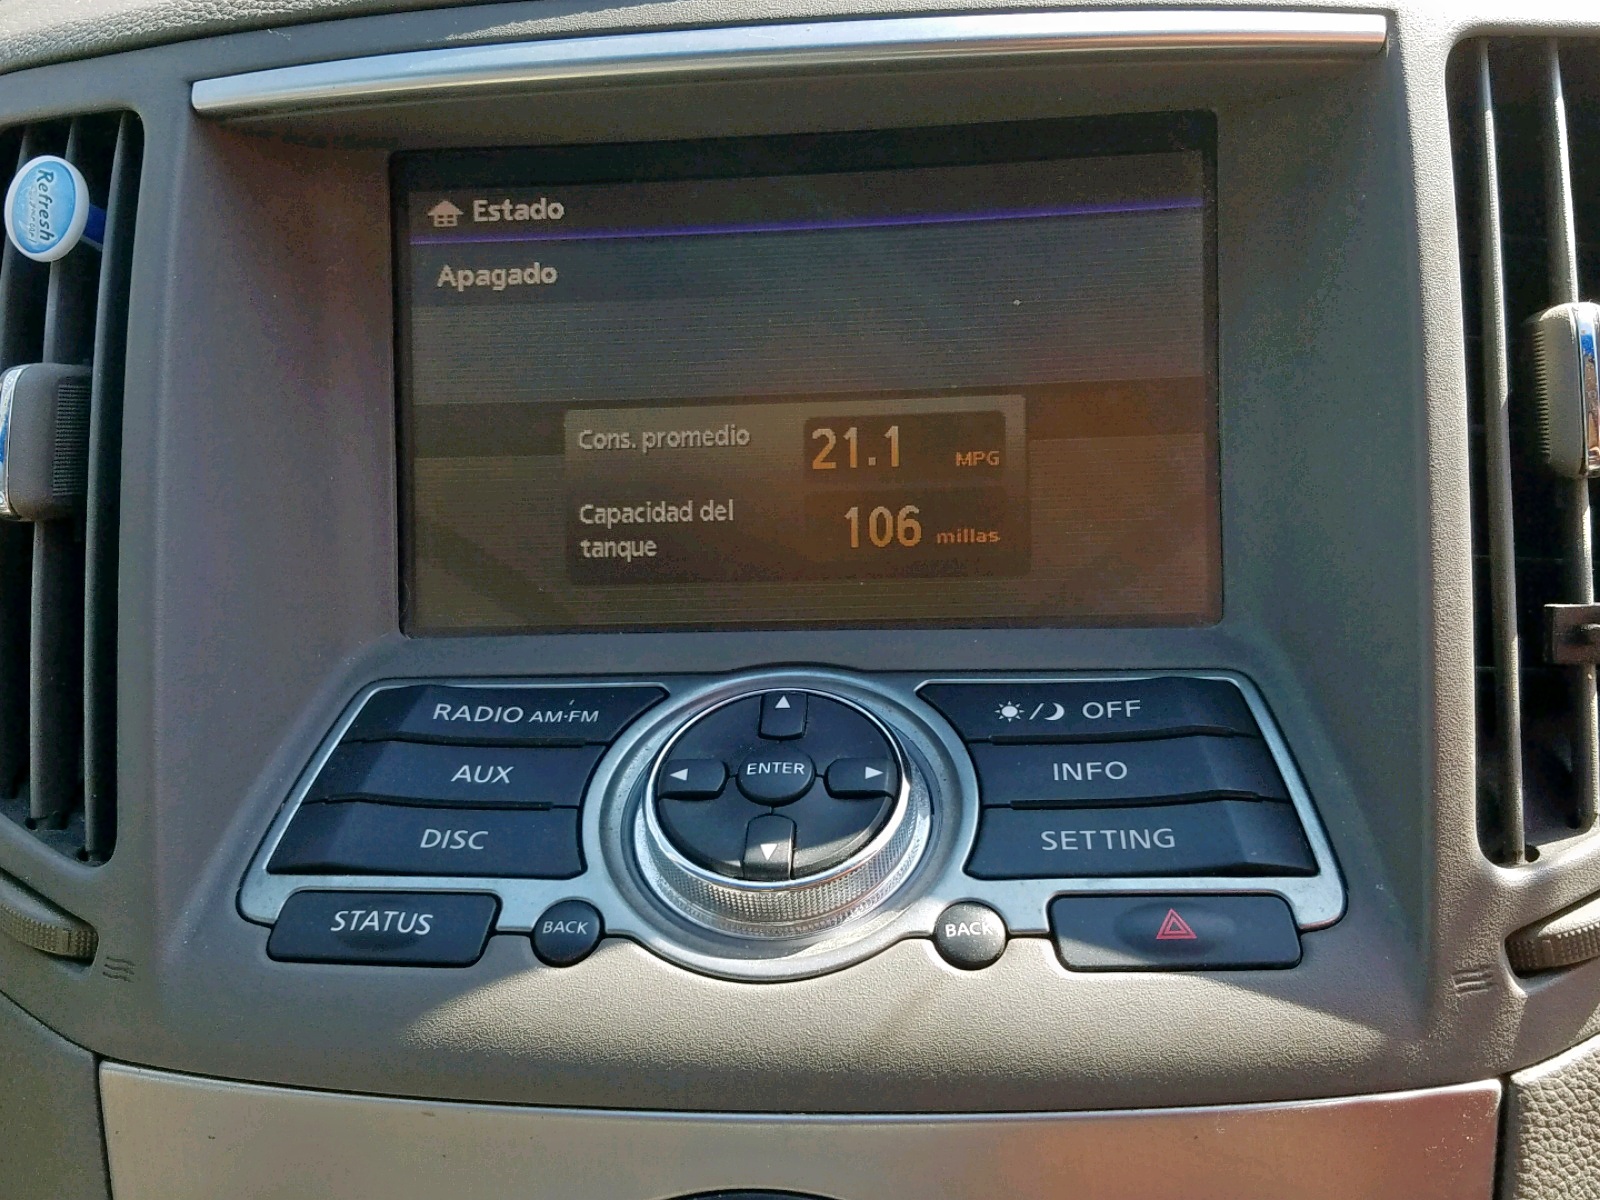 Refresh
Estado
Apagado
Cons. promedio 21.1 MPG
Capacidad del
tanque 106 millas
RADIO AM·FM
AUX
DISC
STATUS
BACK
ENTER
OFF
INFO
SETTING
BACK